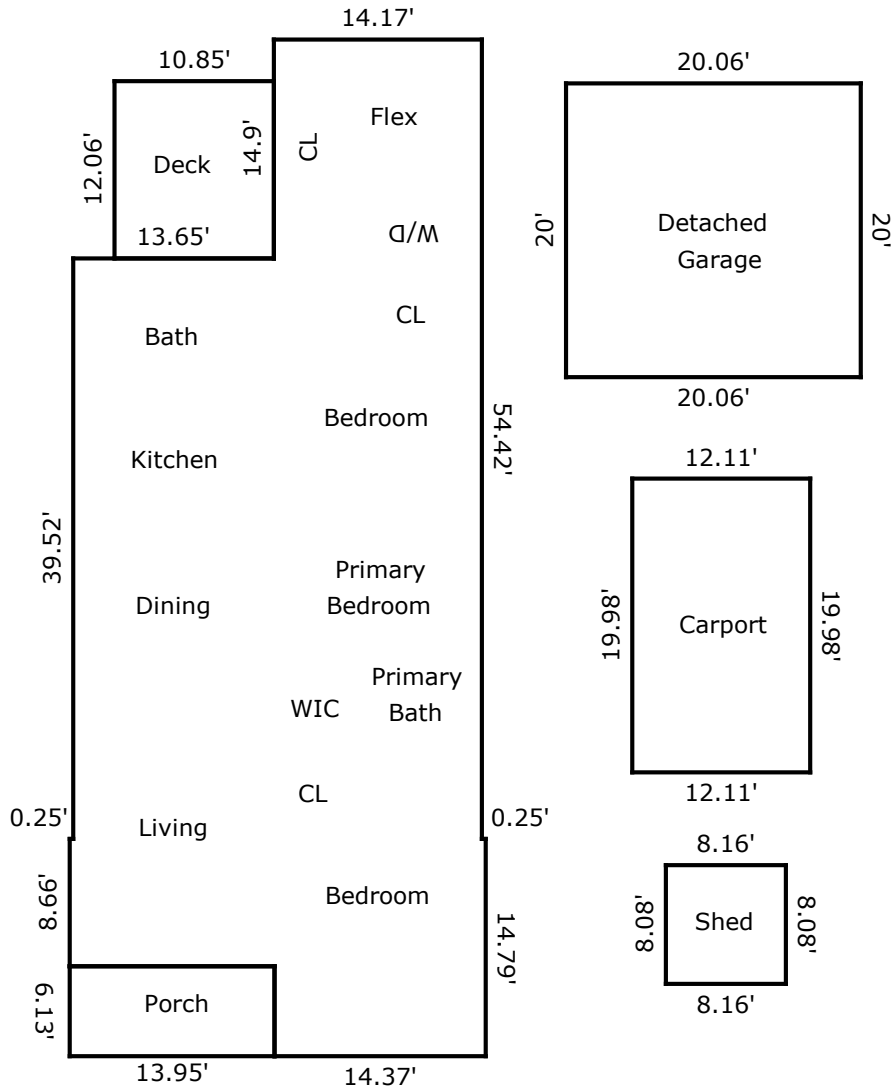 14.17'
10.85'
20.06'
Flex
CL
14.9'
12.06'
Deck
20'
Detached
Garage
20'
13.65'
W/D
CL
Bath
20.06'
54.42'
Bedroom
Kitchen
12.11'
39.52'
Primary
Bedroom
Dining
19.98'
Carport
19.98'
Primary
Bath
WIC
12.11'
CL
0.25'
Living
0.25'
8.16'
8.66'
Bedroom
14.79'
8.08'
Shed
8.08'
8.16'
6.13'
Porch
13.95'
14.37'